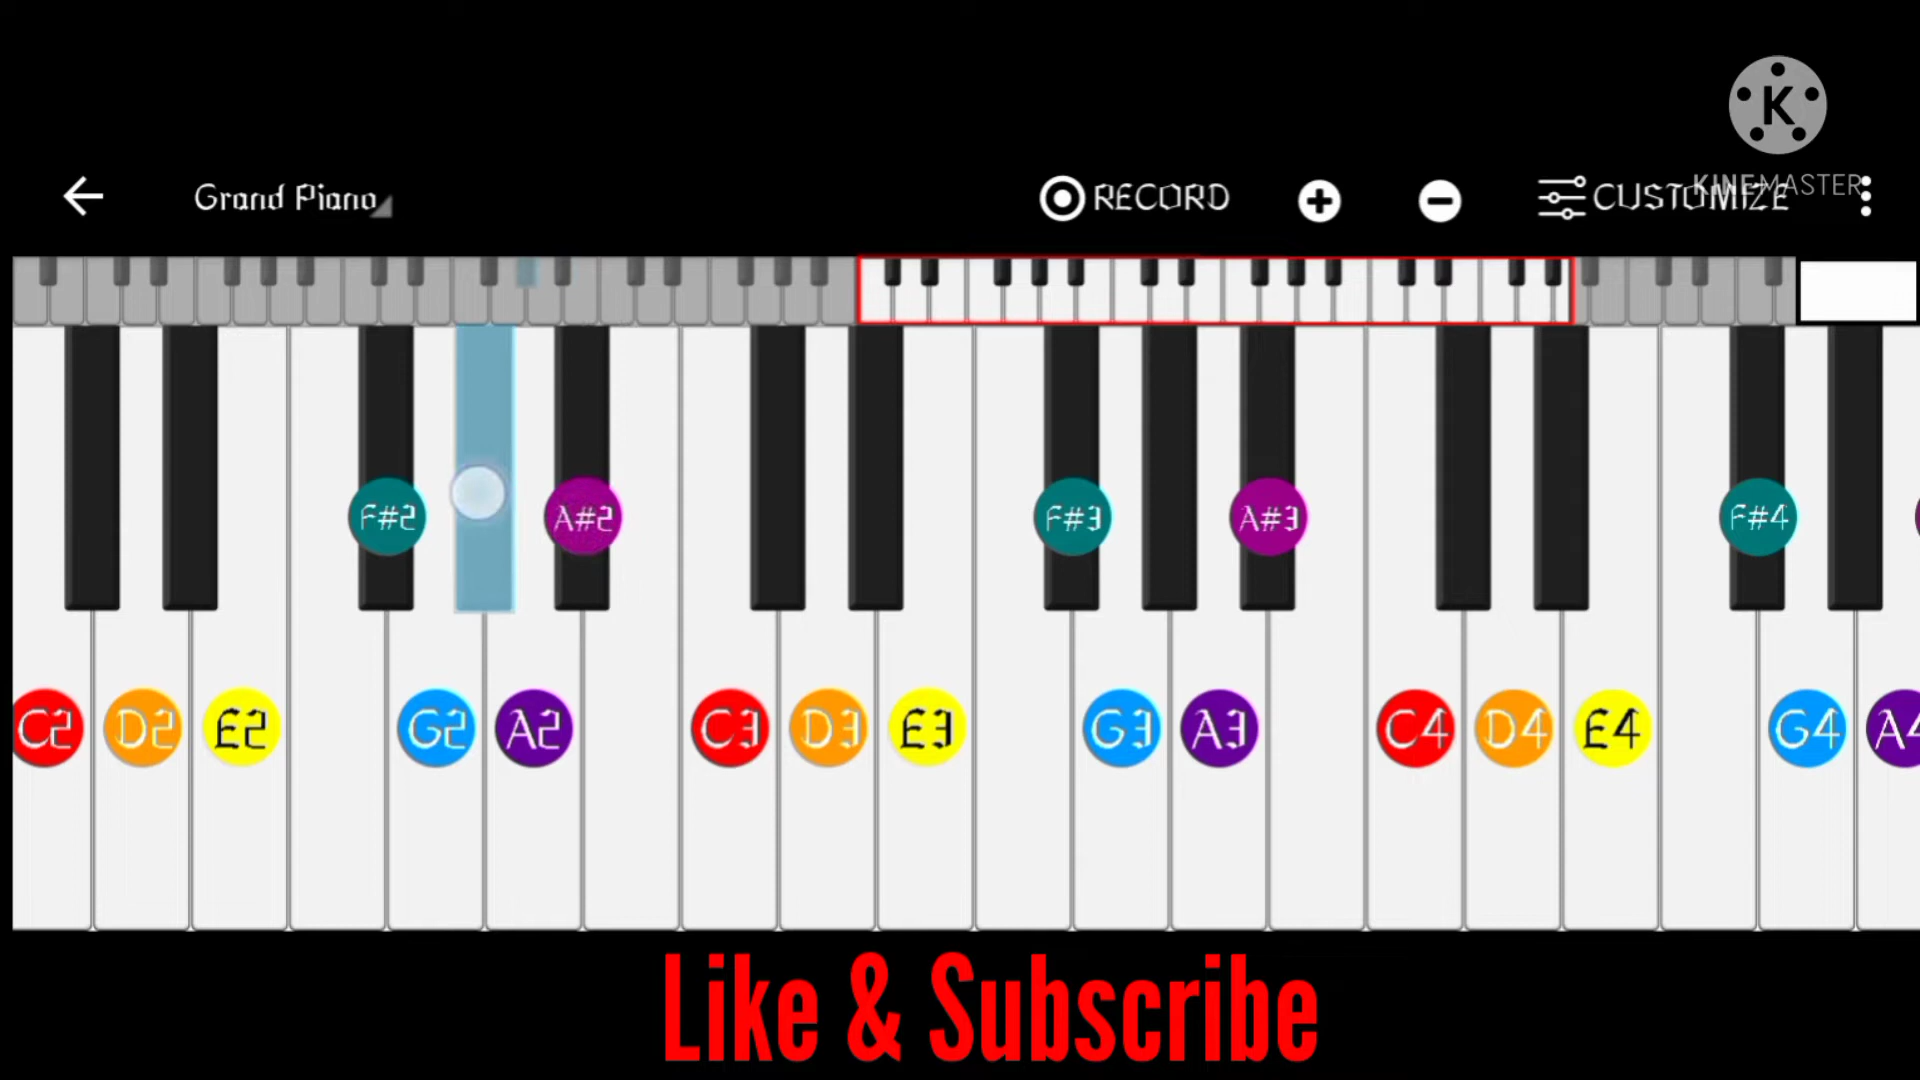 K
KINEMASTER
Grand Piano
RECORD
CUSTOMIZE
F#2
A#2
F#3
A#3
F#4
C2
D2
E2
G2
A2
C3
D3
E3
G3
A3
C4
D4
E4
G4
A4
Like & Subscribe